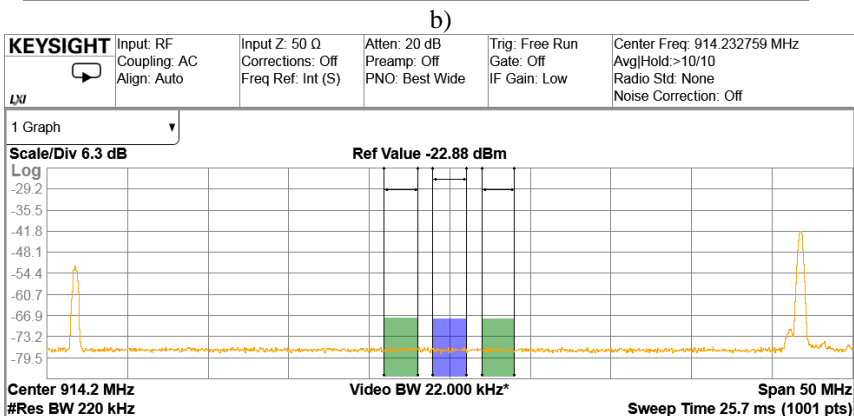 b)
KEYSIGHT Input: RF Input Z: 50 Ω Atten: 20 dB Trig: Free Run Center Freq: 914.232759 MHz
Coupling: AC Corrections: Off Preamp: Off Gate: Off Avg|Hold:>10/10
Align: Auto Freq Ref: Int (S) PNO: Best Wide IF Gain: Low Radio Std: None
LXI Noise Correction: Off
1 Graph
Scale/Div 6.3 dB Ref Value -22.88 dBm
Log
-29.2
-35.5
-41.8
-48.1
-54.4
-60.7
-66.9
-73.2
-79.5
Center 914.2 MHz Video BW 22.000 kHz* Span 50 MHz
#Res BW 220 kHz Sweep Time 25.7 ms (1001 pts)